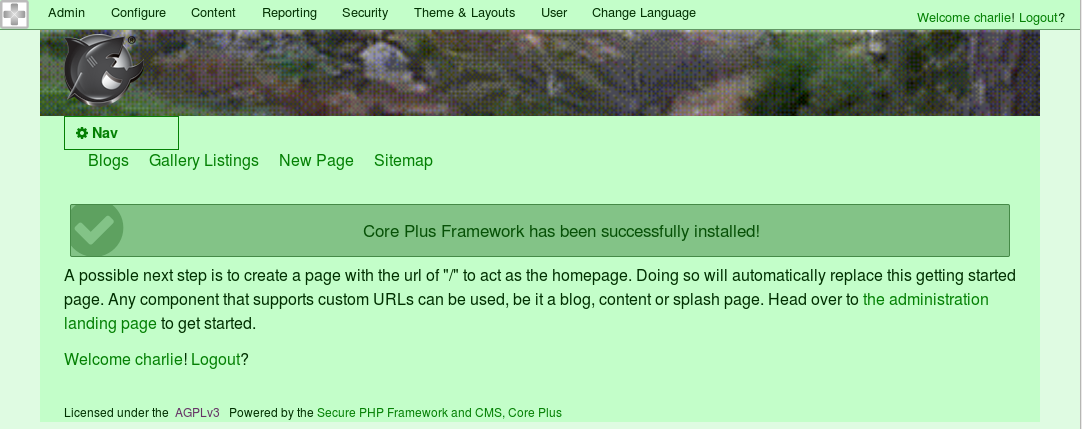 Admin Configure Content Reporting Security Theme & Layouts User Change Language Welcome charlie! Logout?
®
Nav
Blogs Gallery Listings New Page Sitemap
Core Plus Framework has been successfully installed!
A possible next step is to create a page with the url of "/" to act as the homepage. Doing so will automatically replace this getting started
page. Any component that supports custom URLs can be used, be it a blog, content or splash page. Head over to the administration
landing page to get started.
Welcome charlie! Logout?
Licensed under the AGPLv3 Powered by the Secure PHP Framework and CMS, Core Plus